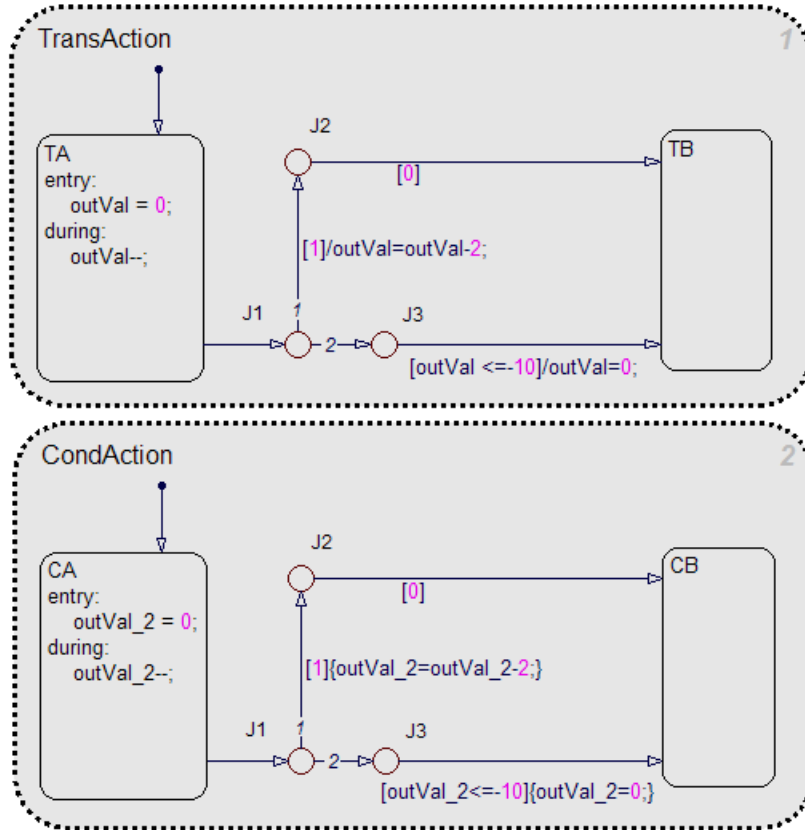 TransAction
1
J2
TA
entry:
outVal = 0;
during:
outVal--;
TB
[0]
[1]/outVal=outVal-2;
J1
1
J3
2
[outVal <=-10]/outVal=0;
CondAction
2
J2
CA
entry:
outVal_2 = 0;
during:
outVal_2--;
CB
[0]
[1]{outVal_2=outVal_2-2;}
J1
1
J3
2
[outVal_2<=-10]{outVal_2=0;}